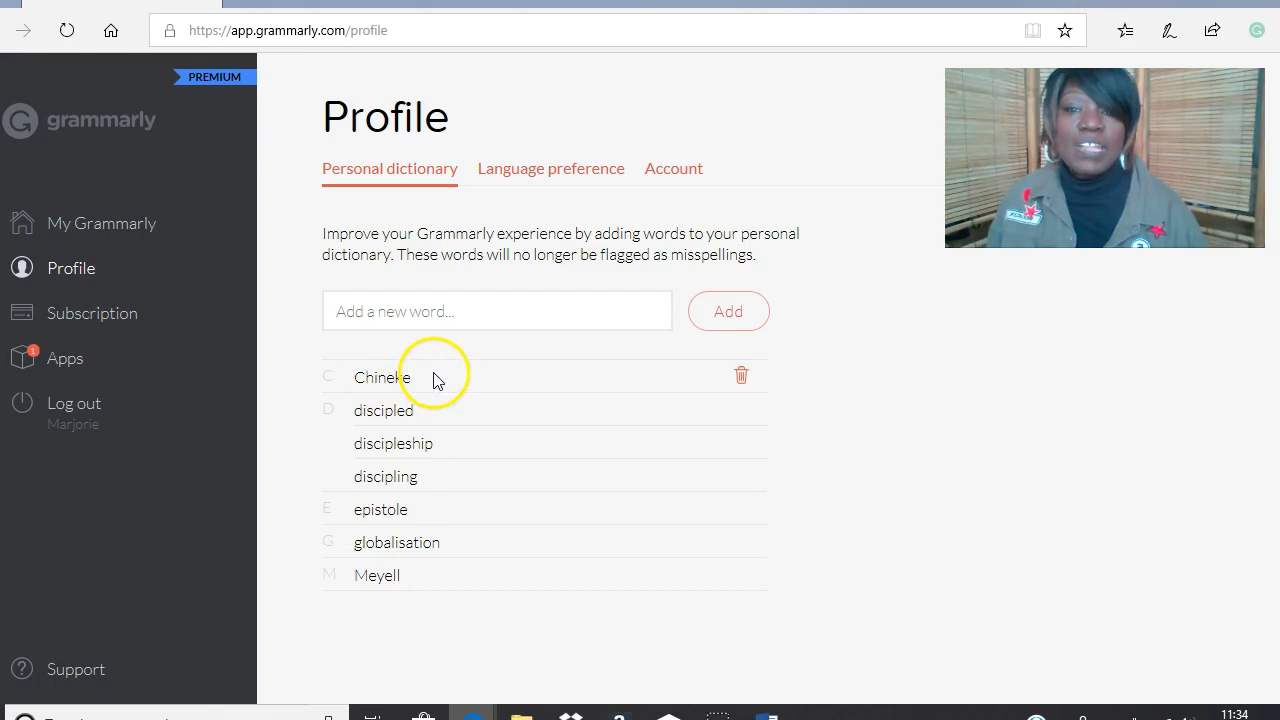 https://app.grammarly.com/profile
PREMIUM
grammarly
My Grammarly
Profile
Subscription
1
Apps
Log out
Marjorie
Support
Profile
Personal dictionary
Language preference
Account
Improve your Grammarly experience by adding words to your personal
dictionary. These words will no longer be flagged as misspellings.
Add a new word...
Add
C Chineke
D discipled
discipleship
discipling
E epistole
G globalisation
M Meyell
11:34